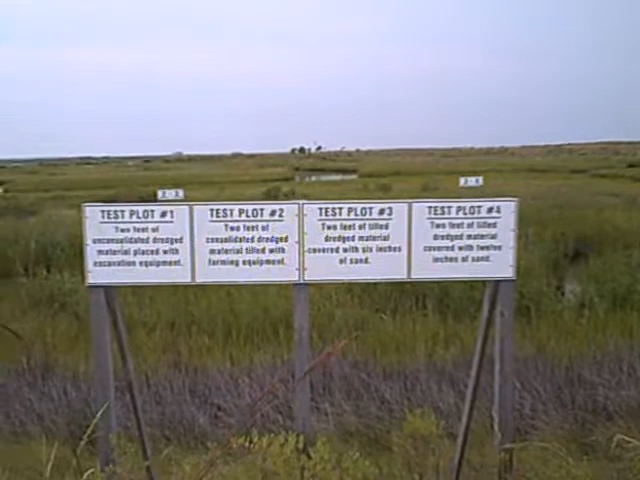 TEST PLOT #1
Two feet of
unconsolidated dredged
material placed with
excavation equipment.
TEST PLOT #2
Two feet of
consolidated dredged
material tilled with
farming equipment.
TEST PLOT #3
Two feet of tilled
dredged material
covered with six inches
of sand.
TEST PLOT #4
Two feet of tilled
dredged material
covered with twelve
inches of sand.